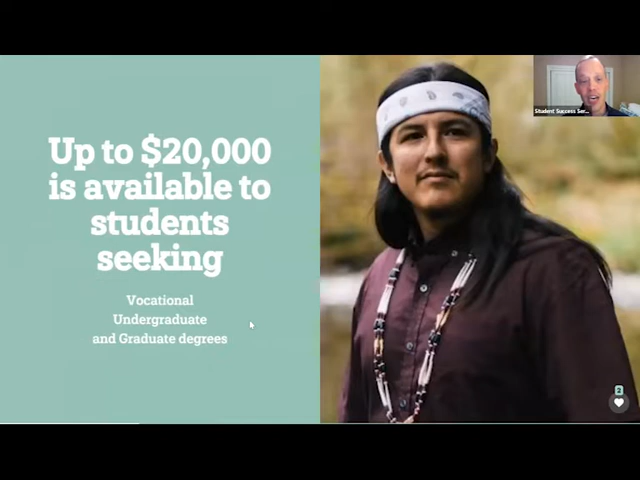 Up to $20,000
is available to
students
seeking
Vocational
Undergraduate
and Graduate degrees
Student Success Ser...
2